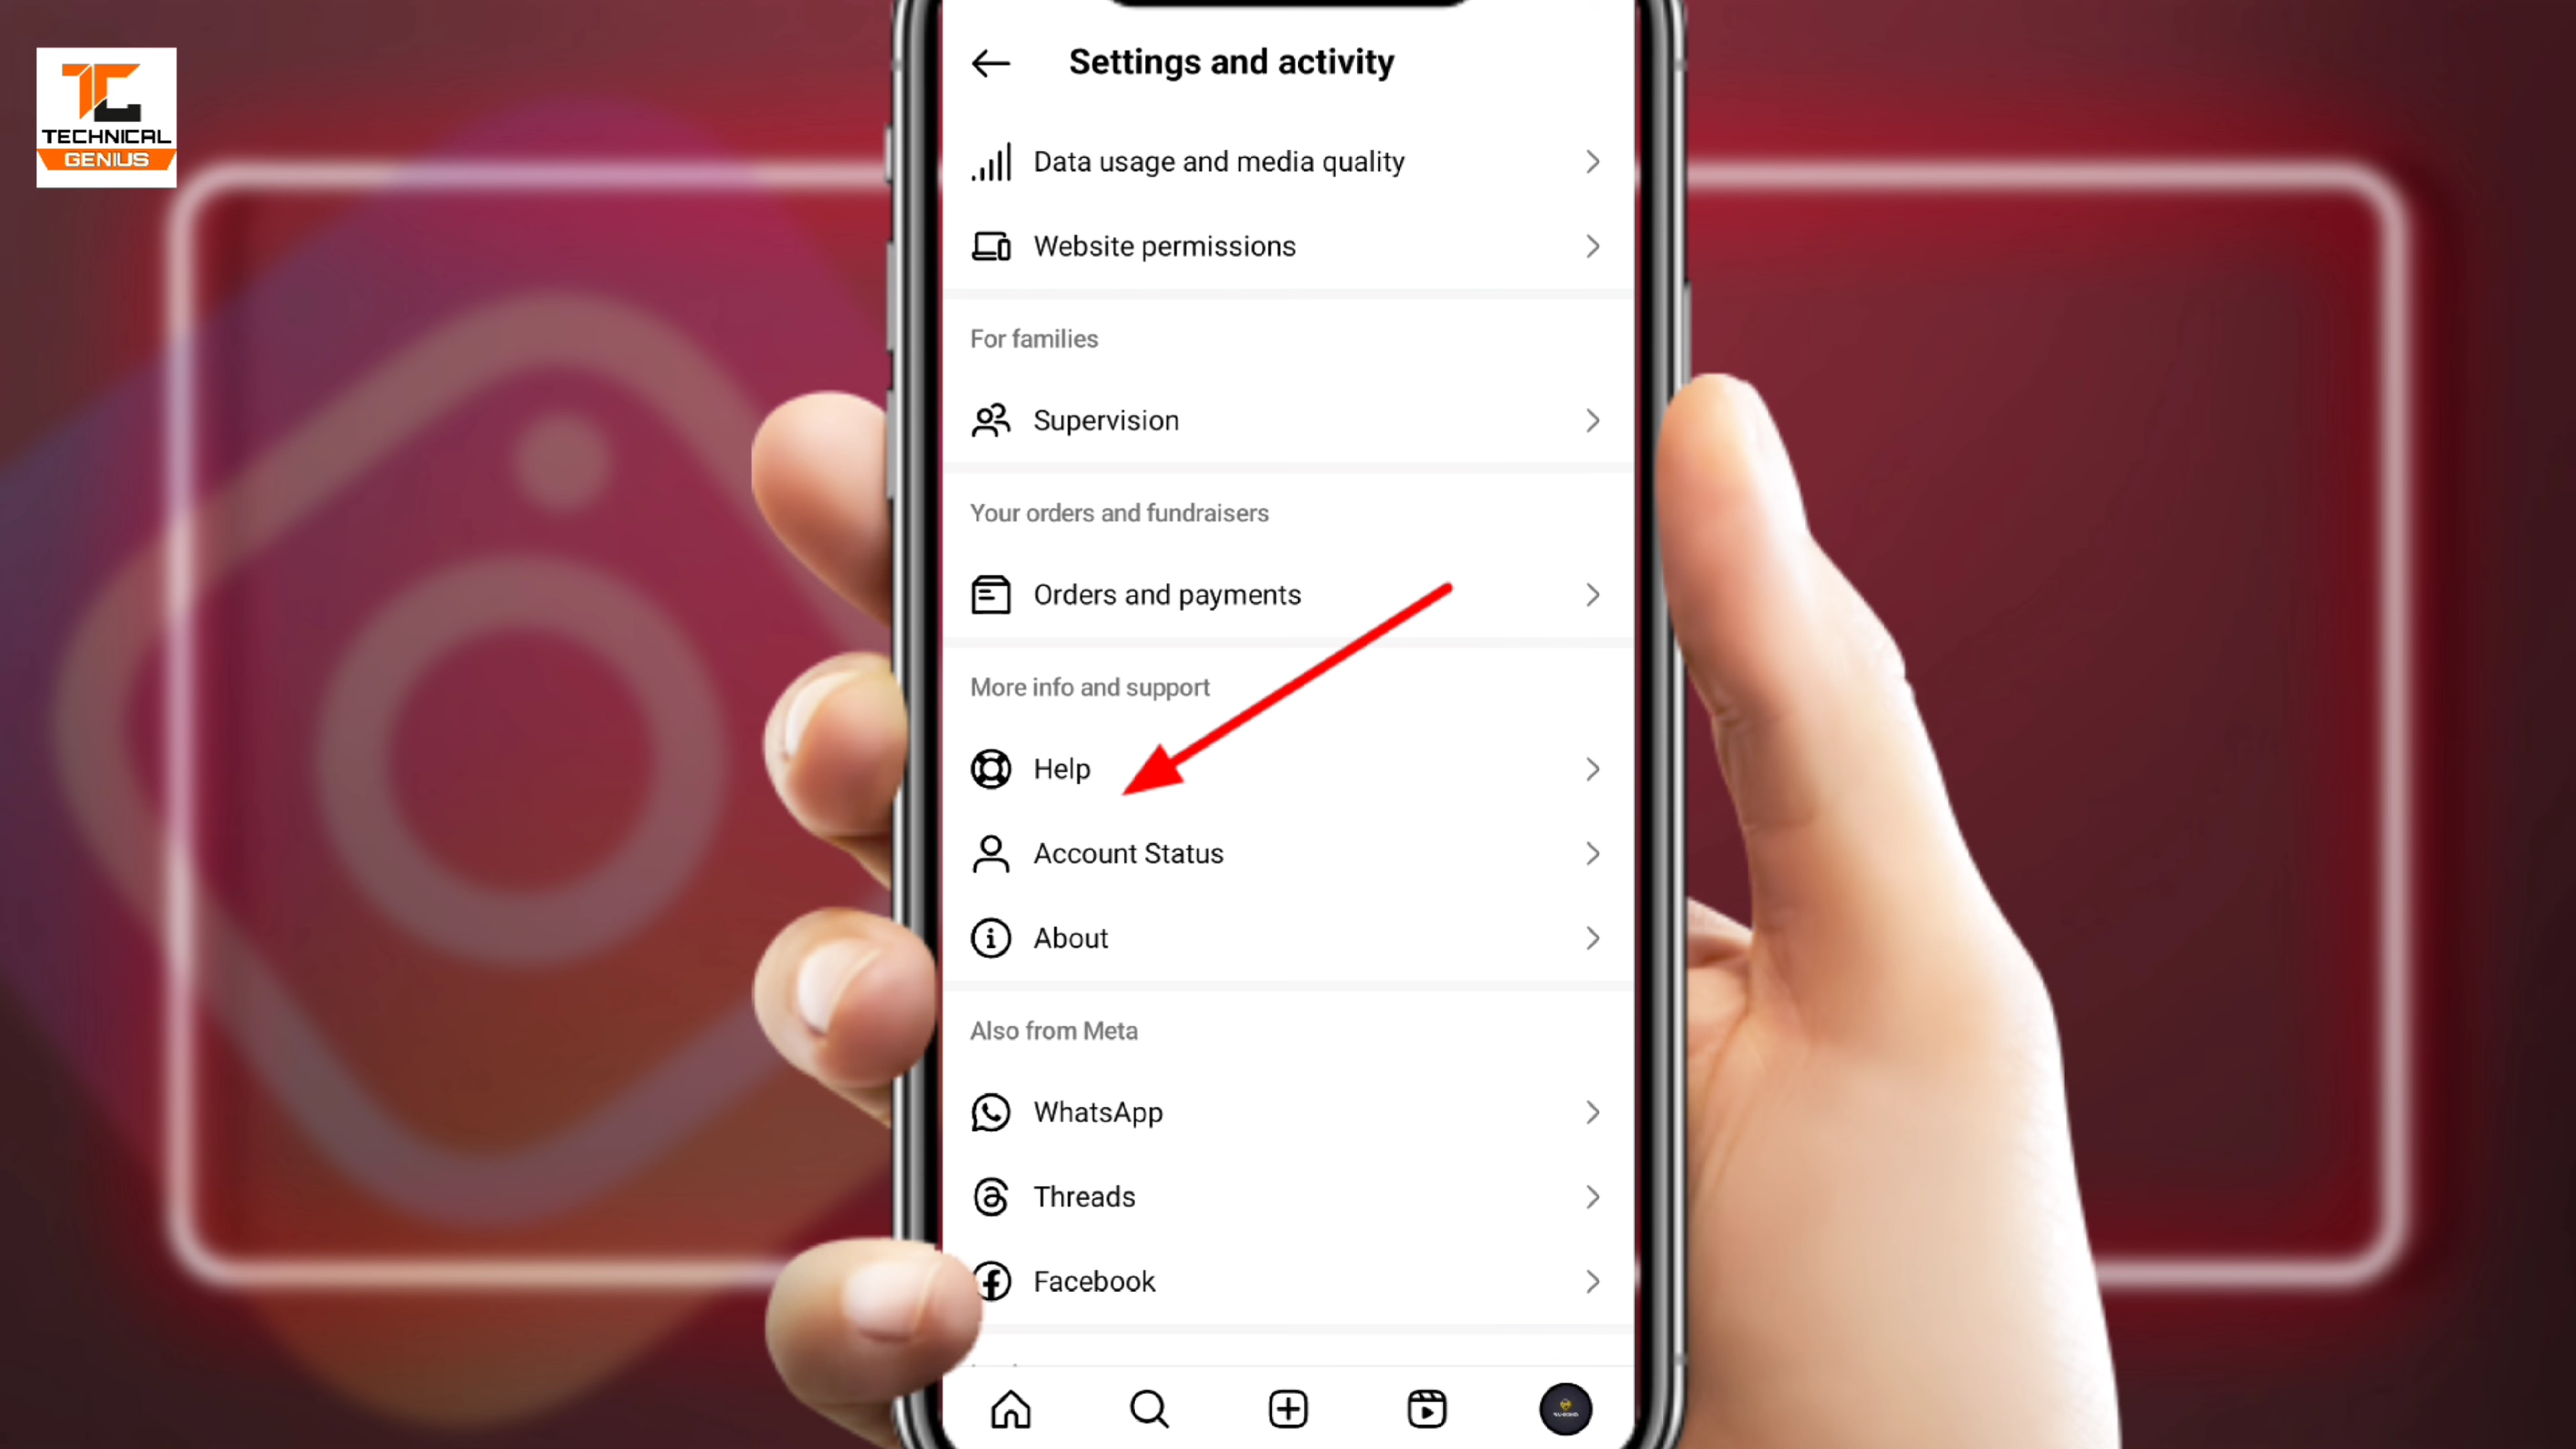 TECHNICAL
GENIUS
Settings and activity
Data usage and media quality
Website permissions
For families
Supervision
Your orders and fundraisers
Orders and payments
More info and support
Help
Account Status
About
Also from Meta
WhatsApp
Threads
Facebook